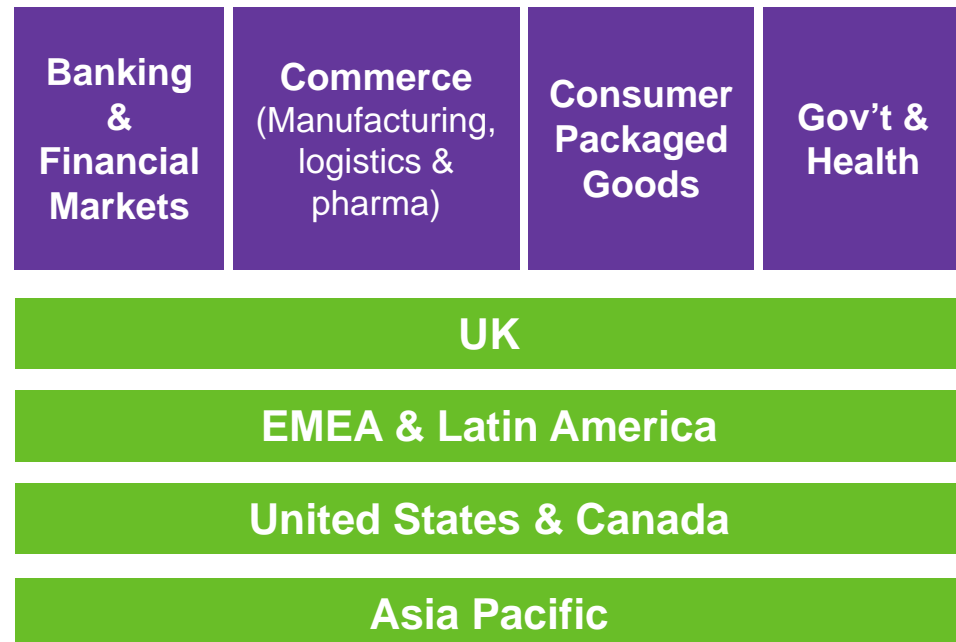 Banking
&
Financial
Markets
Commerce
(Manufacturing,
logistics &
pharma)
Consumer
Packaged
Goods
Gov’t &
Health
UK
EMEA & Latin America
United States & Canada
Asia Pacific